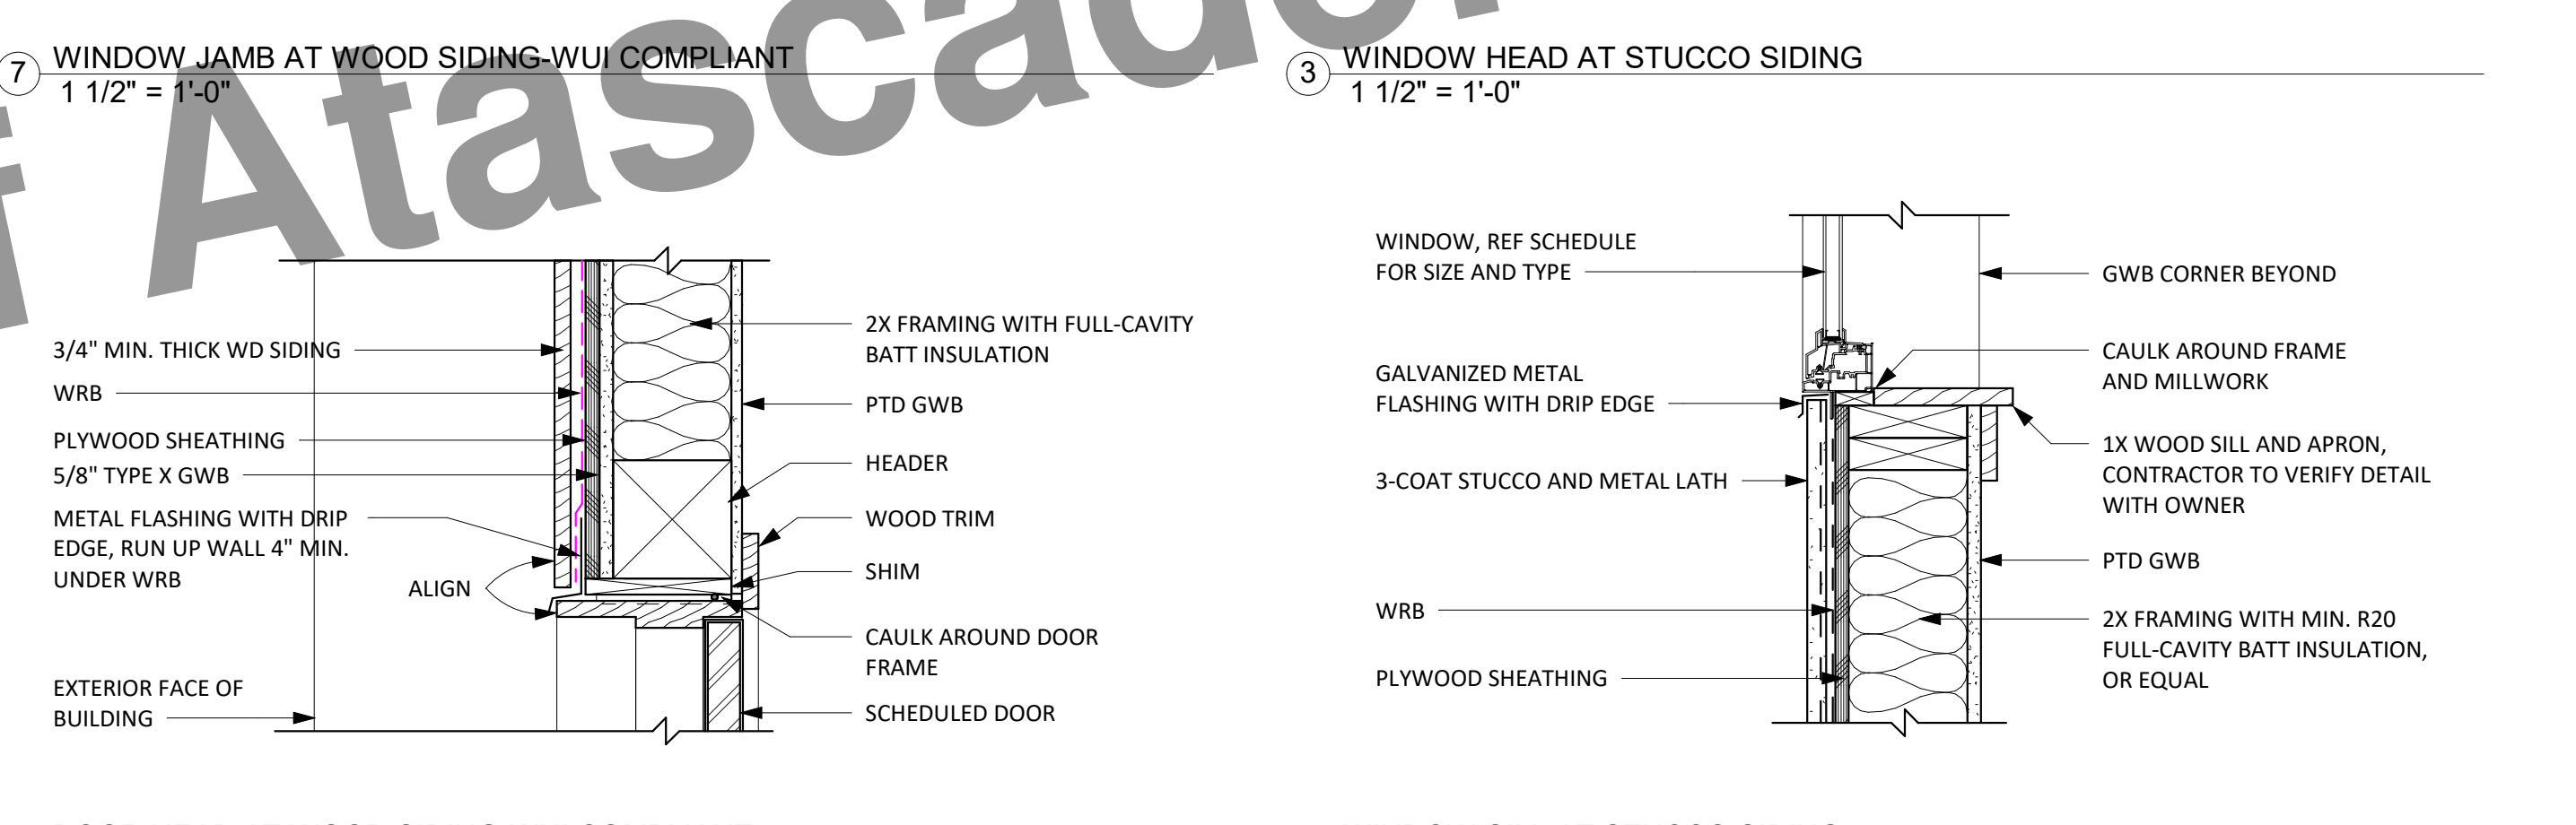 7
WINDOW JAMB AT WOOD SIDING-WUI COMPLIANT
1 1/2" = 1'-0"
3
WINDOW HEAD AT STUCCO SIDING
1 1/2" = 1'-0"
f Atascader
3/4" MIN. THICK WD SIDING
WRB
PLYWOOD SHEATHING
5/8" TYPE X GWB
METAL FLASHING WITH DRIP
EDGE, RUN UP WALL 4" MIN.
UNDER WRB
ALIGN
EXTERIOR FACE OF
BUILDING
2X FRAMING WITH FULL-CAVITY
BATT INSULATION
PTD GWB
HEADER
WOOD TRIM
SHIM
CAULK AROUND DOOR
FRAME
SCHEDULED DOOR
WINDOW, REF SCHEDULE
FOR SIZE AND TYPE
GALVANIZED METAL
FLASHING WITH DRIP EDGE
3-COAT STUCCO AND METAL LATH
WRB
PLYWOOD SHEATHING
GWB CORNER BEYOND
CAULK AROUND FRAME
AND MILLWORK
1X WOOD SILL AND APRON,
CONTRACTOR TO VERIFY DETAIL
WITH OWNER
PTD GWB
2X FRAMING WITH MIN. R20
FULL-CAVITY BATT INSULATION,
OR EQUAL